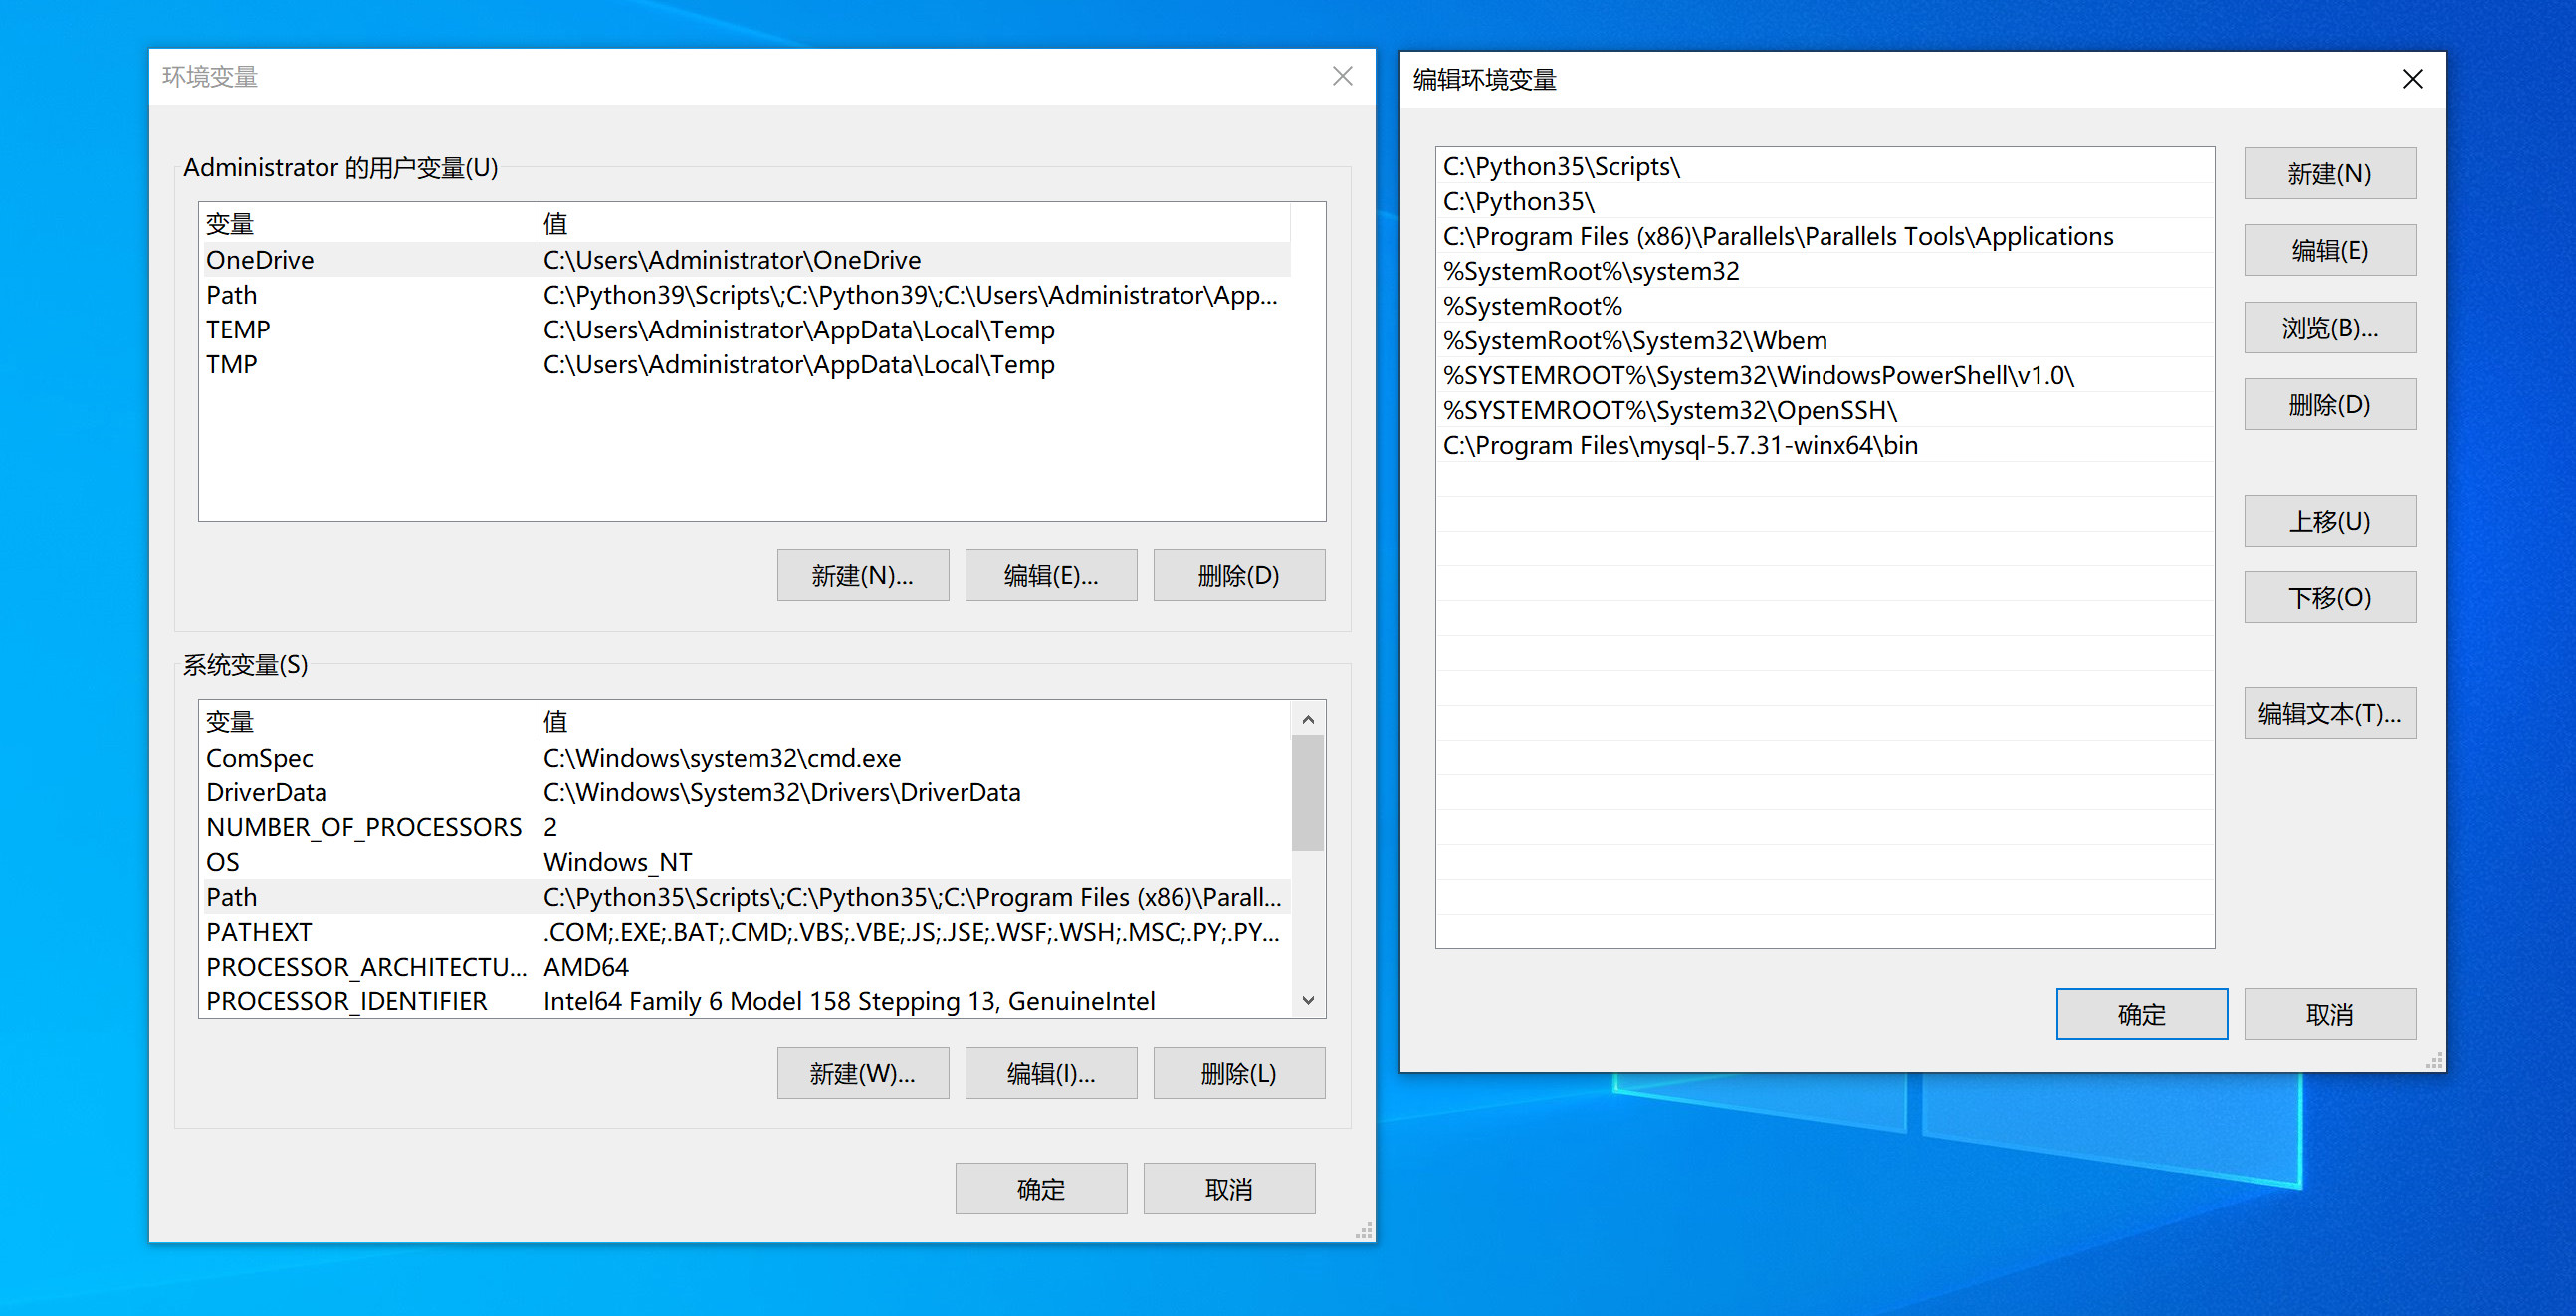 环境变量
Administrator 的用户变量(U)
变量 值
OneDrive C:\Users\Administrator\OneDrive
Path C:\Python39\Scripts\;C:\Python39\;C:\Users\Administrator\App...
TEMP C:\Users\Administrator\AppData\Local\Temp
TMP C:\Users\Administrator\AppData\Local\Temp
新建(N)... 编辑(E)... 删除(D)
系统变量(S)
变量 值
ComSpec C:\Windows\system32\cmd.exe
DriverData C:\Windows\System32\Drivers\DriverData
NUMBER_OF_PROCESSORS 2
OS Windows_NT
Path C:\Python35\Scripts\;C:\Python35\;C:\Program Files (x86)\Parall...
PATHEXT .COM;.EXE;.BAT;.CMD;.VBS;.VBE;.JS;.JSE;.WSF;.WSH;.MSC;.PY;.PY...
PROCESSOR_ARCHITECTU... AMD64
PROCESSOR_IDENTIFIER Intel64 Family 6 Model 158 Stepping 13, GenuineIntel
新建(W)... 编辑(I)... 删除(L)
确定 取消
编辑环境变量
C:\Python35\Scripts\
C:\Python35\
C:\Program Files (x86)\Parallels\Parallels Tools\Applications
%SystemRoot%\system32
%SystemRoot%
%SystemRoot%\System32\Wbem
%SYSTEMROOT%\System32\WindowsPowerShell\v1.0\
%SYSTEMROOT%\System32\OpenSSH\
C:\Program Files\mysql-5.7.31-winx64\bin
新建(N)
编辑(E)
浏览(B)...
删除(D)
上移(U)
下移(O)
编辑文本(T)...
确定 取消